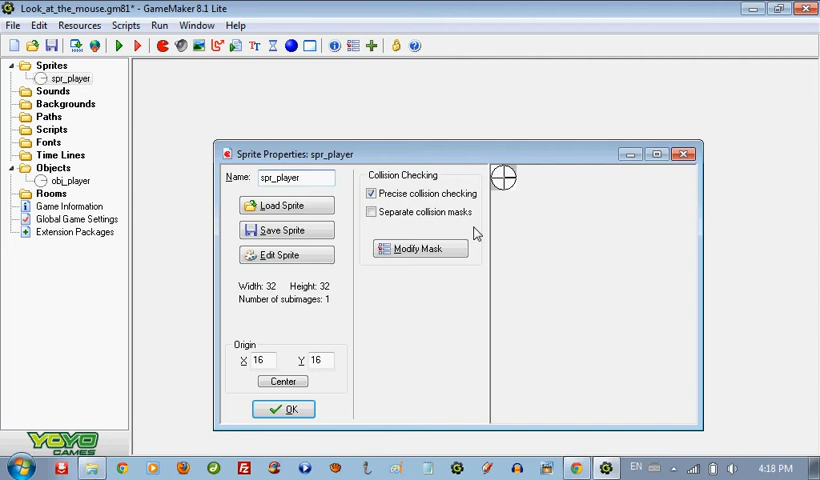 Look_at_the_mouse.gm81* - GameMaker 8.1 Lite
File Edit Resources Scripts Run Window Help
Sprites
spr_player
Sounds
Backgrounds
Paths
Scripts
Fonts
Time Lines
Objects
obj_player
Rooms
Game Information
Global Game Settings
Extension Packages
Sprite Properties: spr_player
Name: spr_player
Load Sprite
Save Sprite
Edit Sprite
Width: 32 Height: 32
Number of subimages: 1
Origin
X 16 Y 16
Center
OK
Collision Checking
Precise collision checking
Separate collision masks
Modify Mask
YOYO
GAMES
EN 4:18 PM